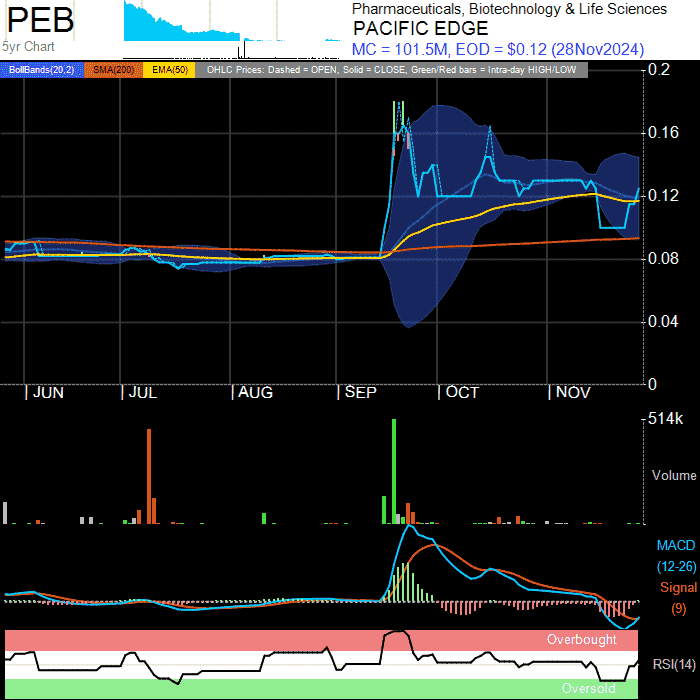 PEB
5yr Chart
Pharmaceuticals, Biotechnology & Life Sciences
PACIFIC EDGE
MC = 101.5M, EOD = $0.12 (28Nov2024)
BollBands(20,2) SMA(200) EMA(50) OHLC Prices: Dashed = OPEN, Solid = CLOSE, Green/Red bars = Intra-day HIGH/LOW
0.2
0.16
0.12
0.08
0.04
0
JUN JUL AUG SEP OCT NOV
514k
Volume
MACD
(12-26)
Signal
(9)
Overbought
RSI(14)
Oversold